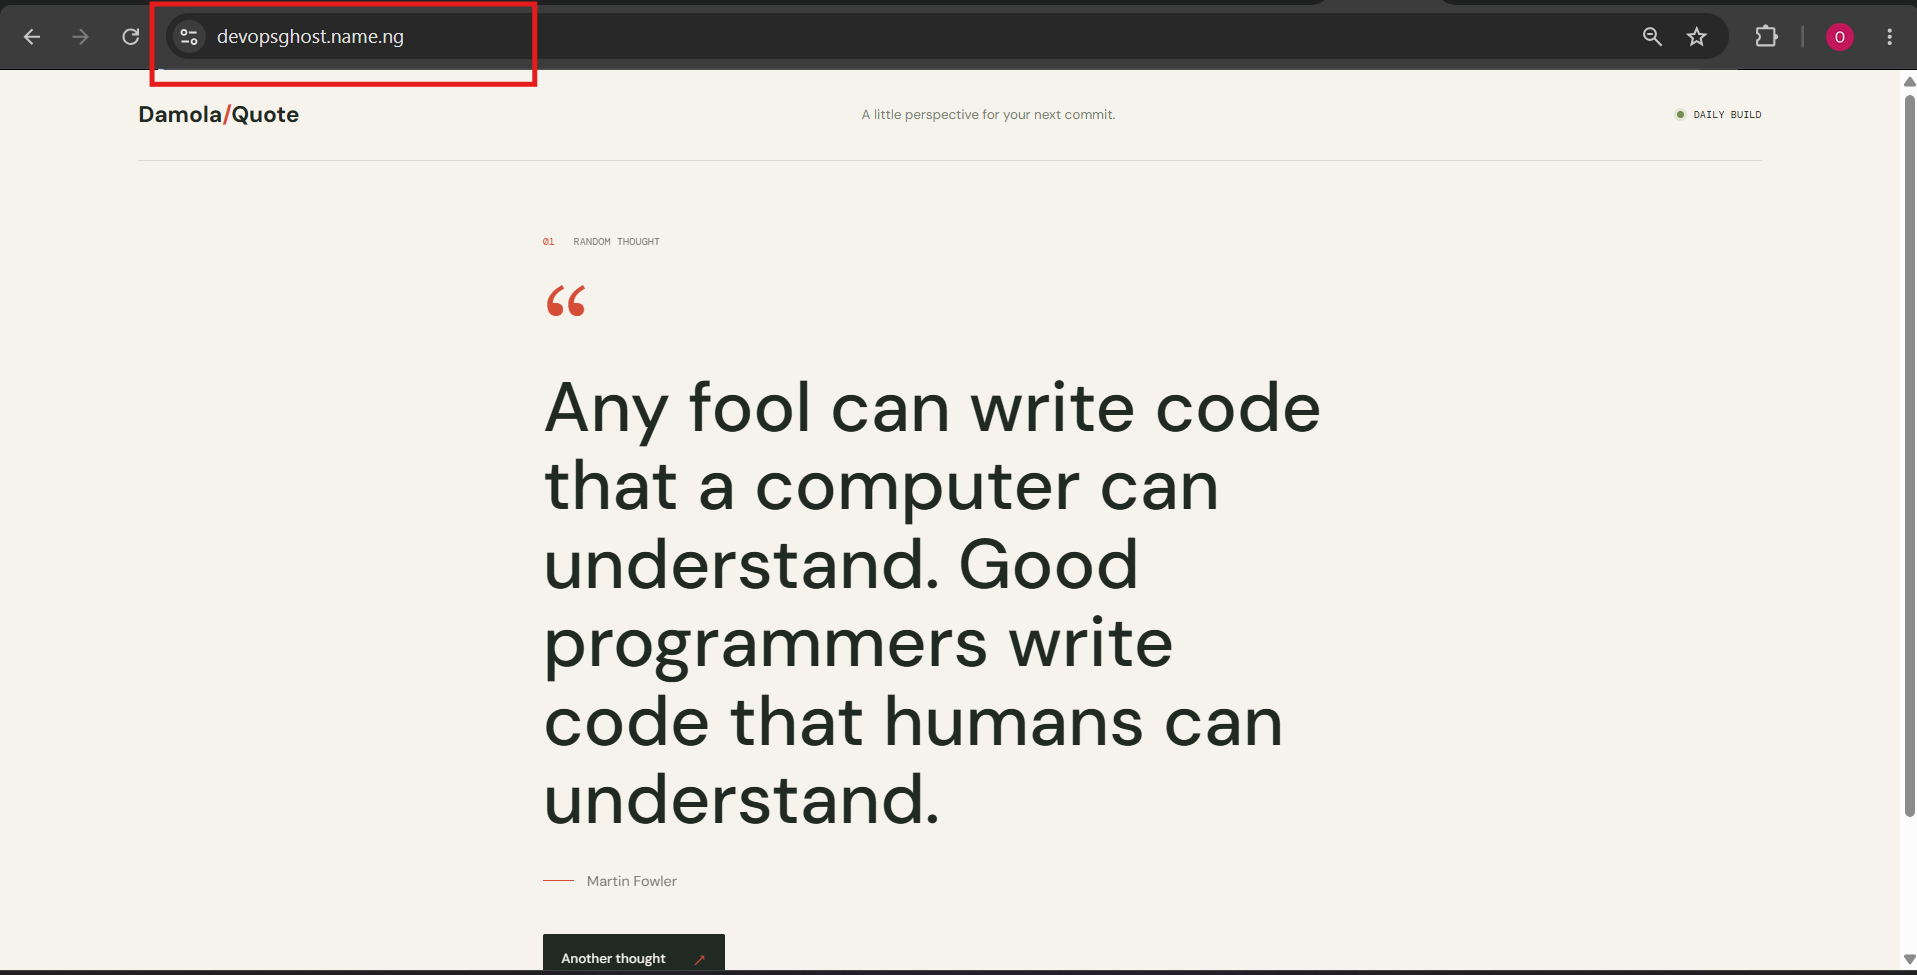 devopsghost.name.ng
O
Damola/Quote
A little perspective for your next commit.
DAILY BUILD
01 RANDOM THOUGHT
“
Any fool can write code
that a computer can
understand. Good
programmers write
code that humans can
understand.
Martin Fowler
Another thought ↗